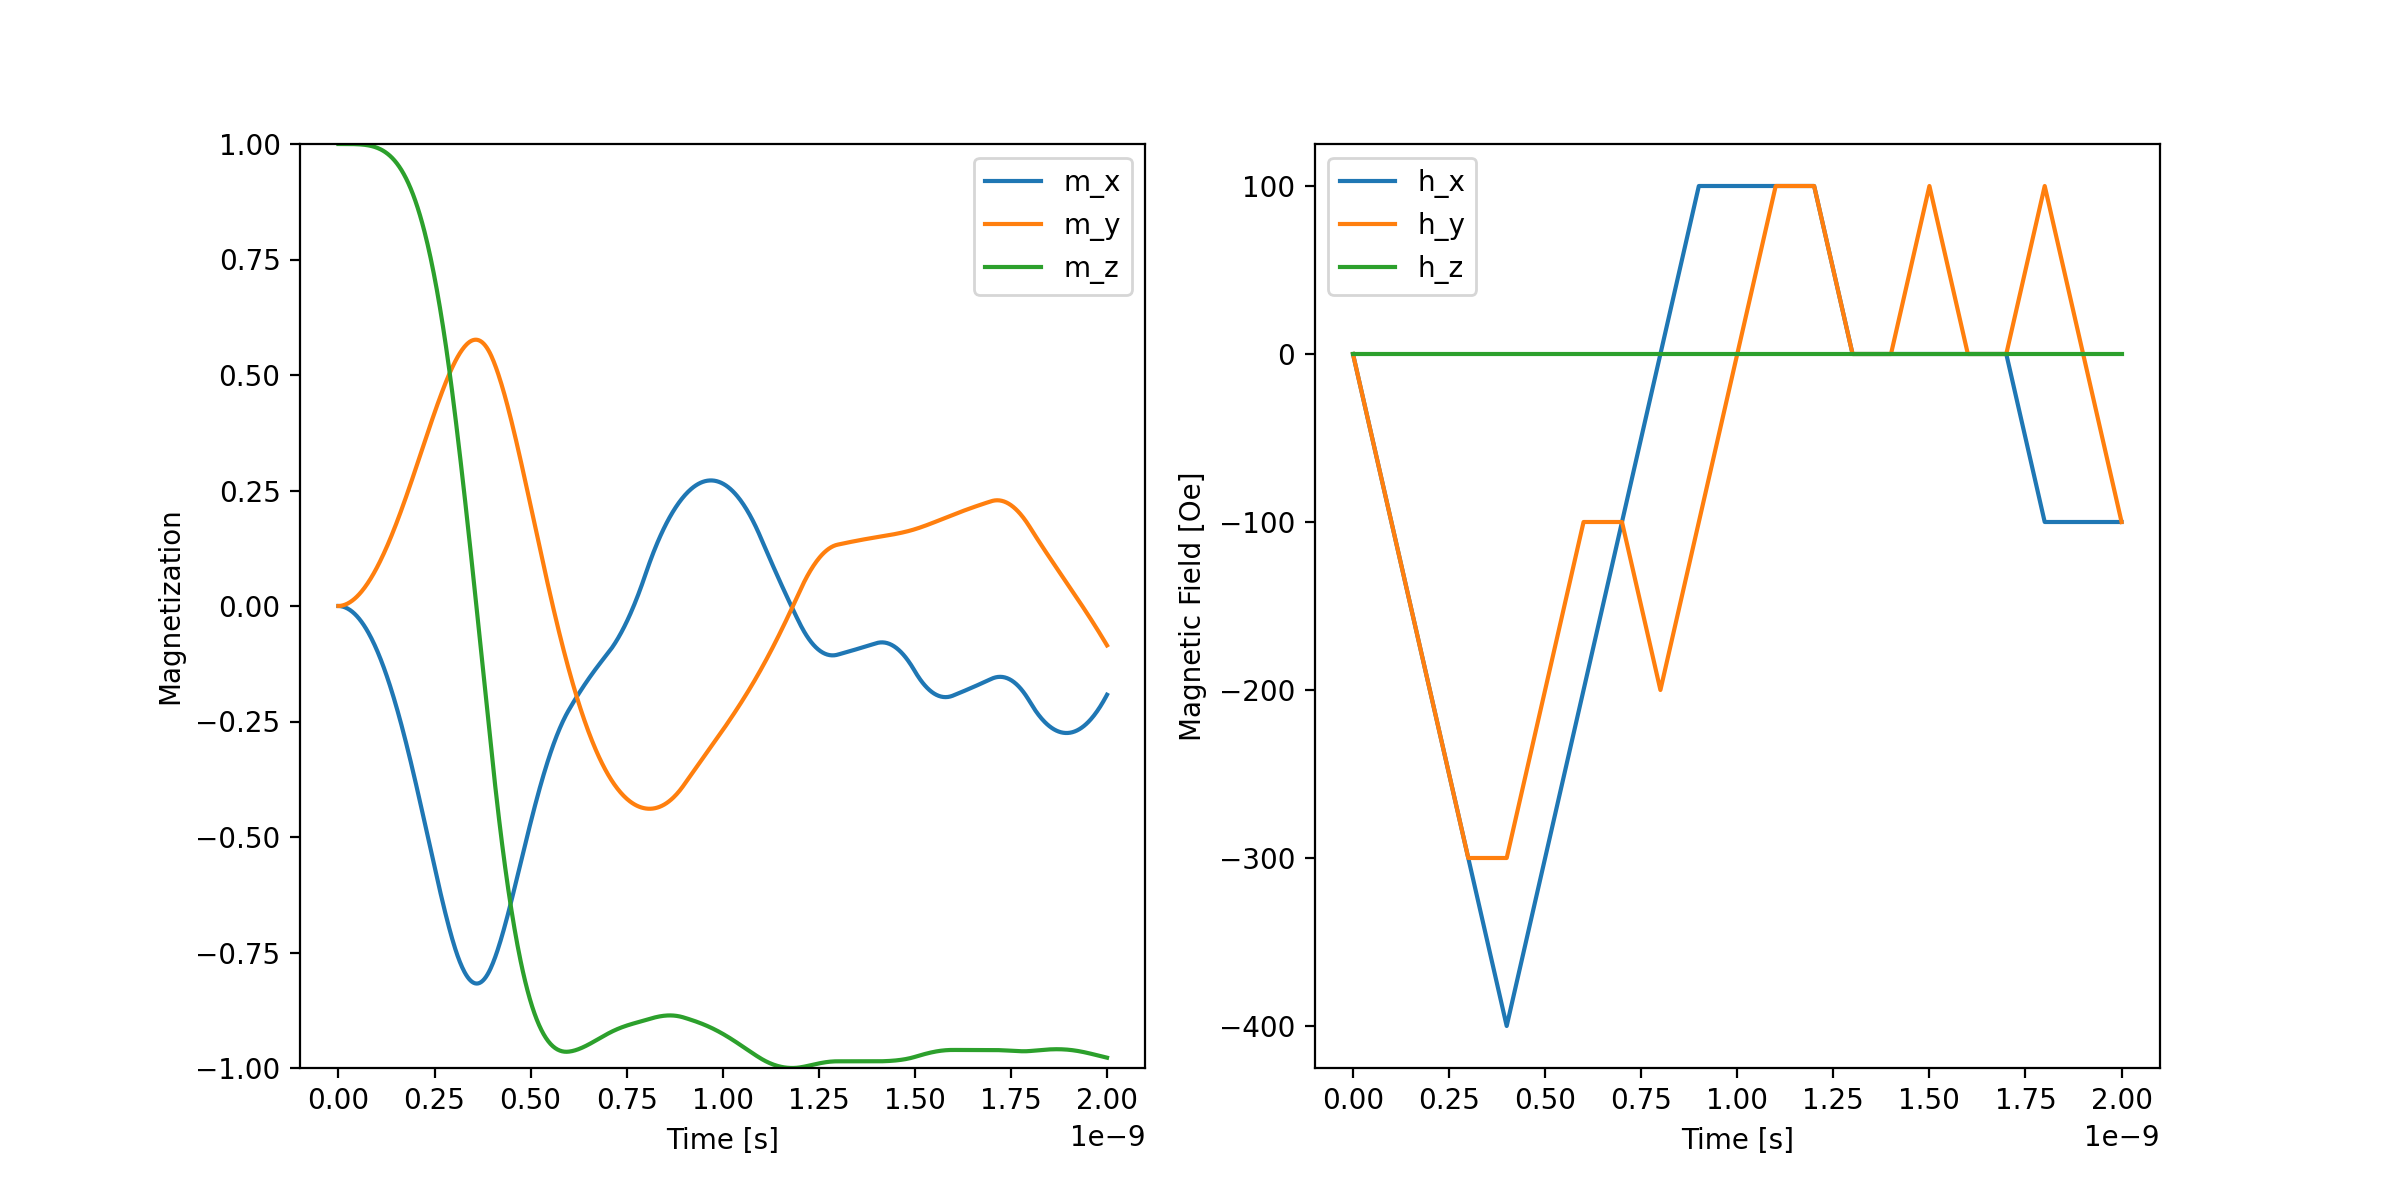 1.00
0.75
0.50
0.25
0.00
−0.25
−0.50
−0.75
−1.00
Magnetization
m_x
m_y
m_z
0.00 0.25 0.50 0.75 1.00 1.25 1.50 1.75 2.00
Time [s]
1e−9
100
0
−100
−200
−300
−400
Magnetic Field [Oe]
h_x
h_y
h_z
0.00 0.25 0.50 0.75 1.00 1.25 1.50 1.75 2.00
Time [s]
1e−9